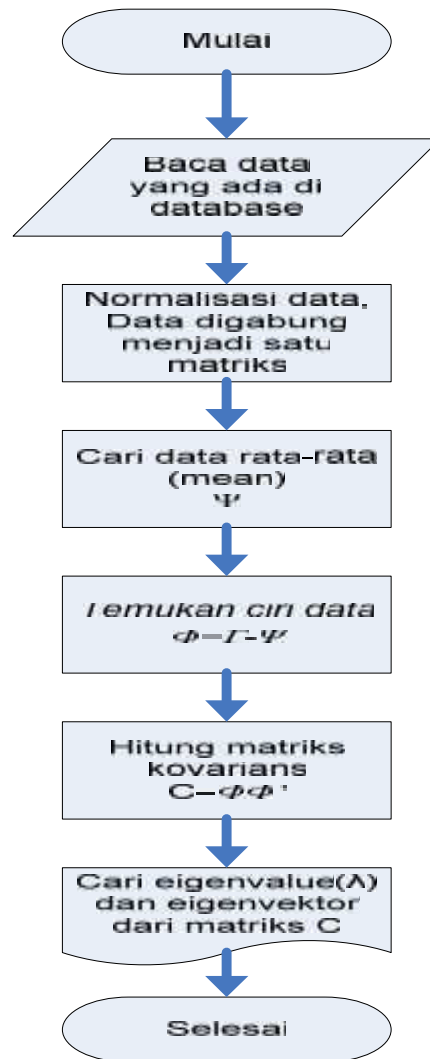 Mulai
Baca data
yang ada di
database
Normalisasi data,
Data digabung
menjadi satu
matriks
Cari data rata-rata
(mean)
Ψ
Temukan ciri data
Φ=Γ-Ψ
Hitung matriks
kovarians
C=ΦΦ'
Cari eigenvalue(λ)
dan eigenvektor
dari matriks C
Selesai